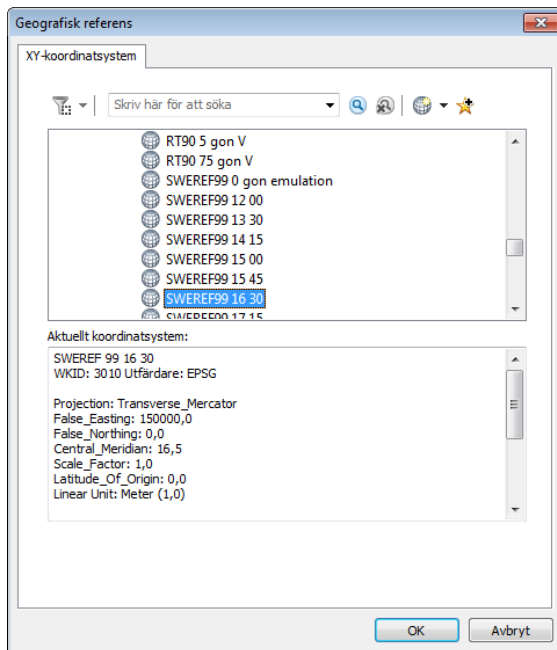 Geografisk referens
XY-koordinatsystem
Skriv här för att söka
RT90 5 gon V
RT90 75 gon V
SWEREF99 0 gon emulation
SWEREF99 12 00
SWEREF99 13 30
SWEREF99 14 15
SWEREF99 15 00
SWEREF99 15 45
SWEREF99 16 30
SWEREF99 17 15
Aktuellt koordinatsystem:
SWEREF 99 16 30
WKID: 3010 Utfärdare: EPSG
Projection: Transverse_Mercator
False_Easting: 150000,0
False_Northing: 0,0
Central_Meridian: 16,5
Scale_Factor: 1,0
Latitude_Of_Origin: 0,0
Linear Unit: Meter (1,0)
OK
Avbryt